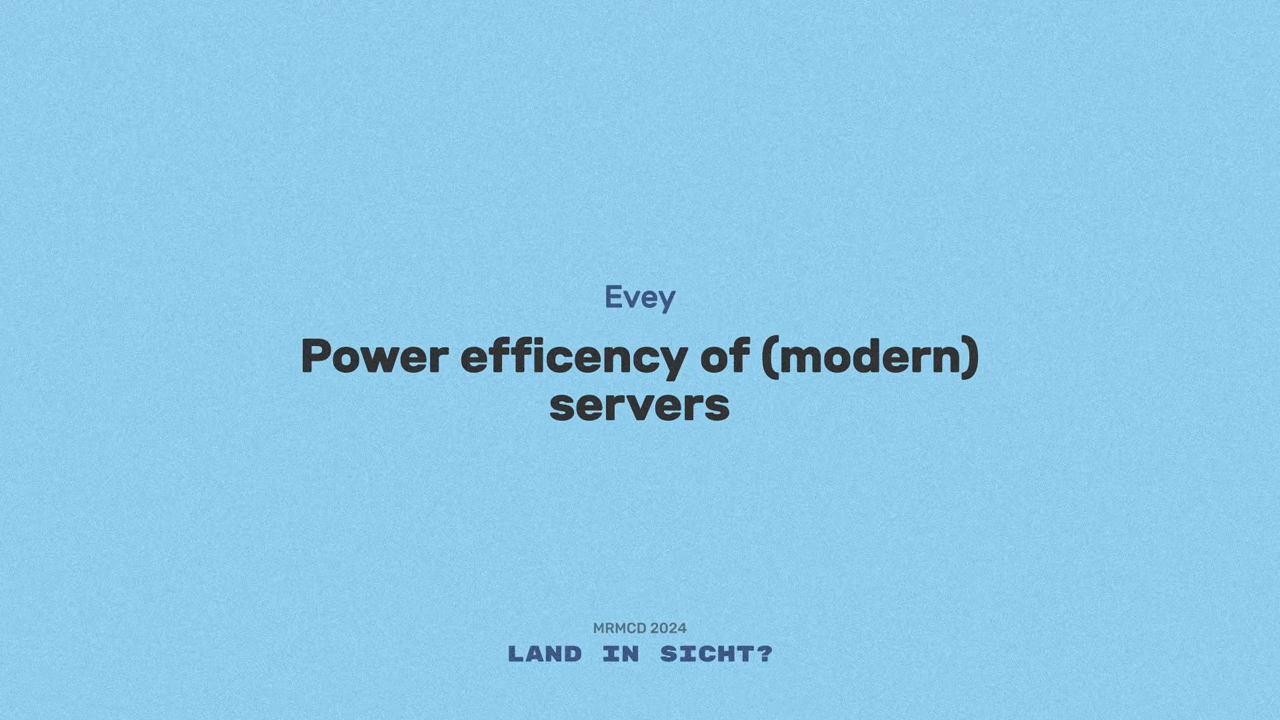 Evey
Power efficency of (modern)
servers
MRMCD 2024
LAND IN SICHT?